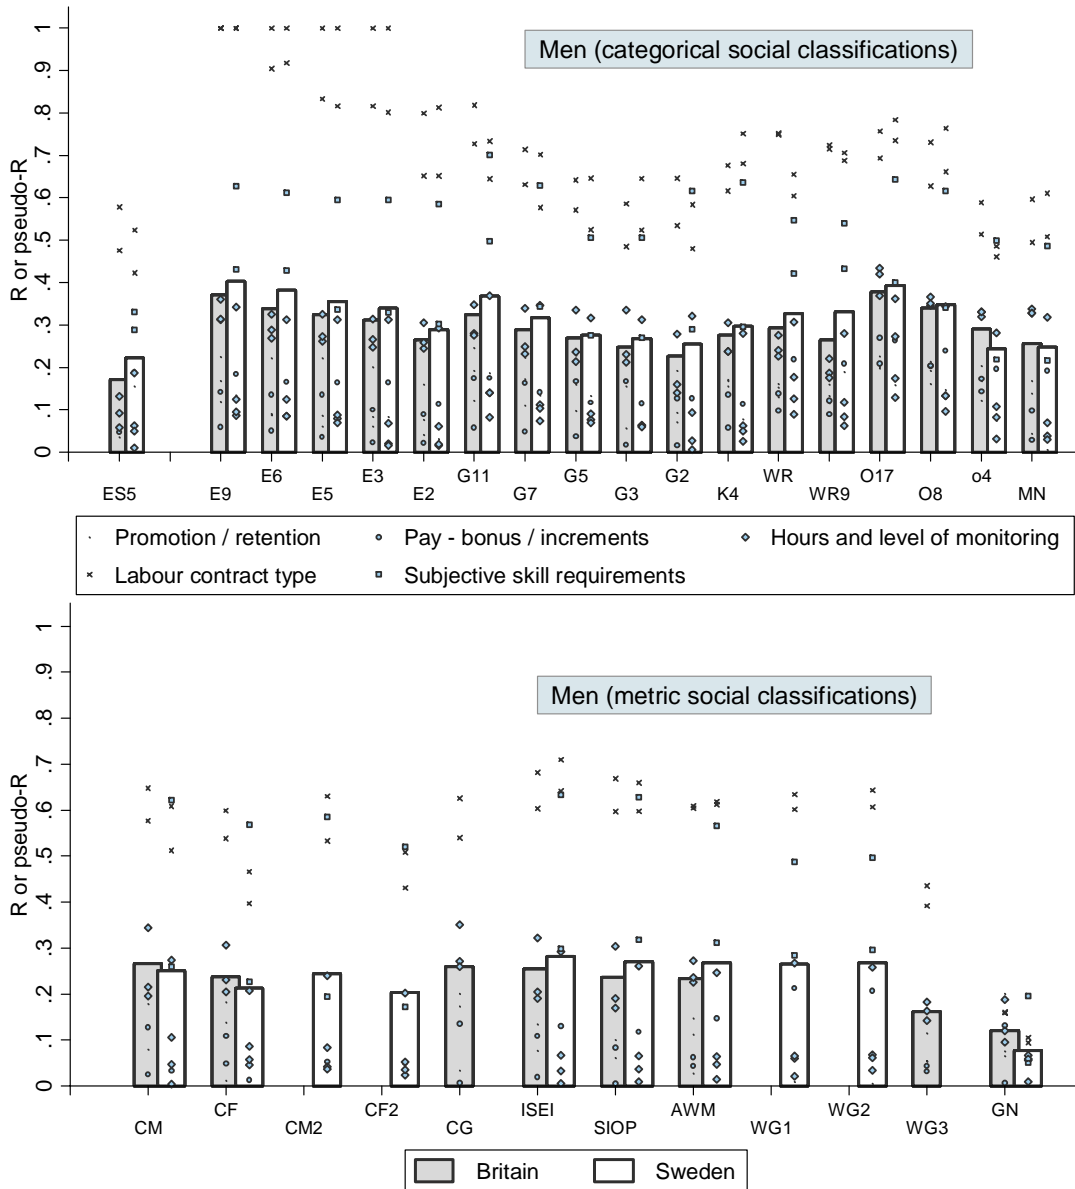 1
.9
.8
.7
.6
.5
.4
.3
.2
.1
0
R or pseudo-R
Men (categorical social classifications)
E6 E3 G11 G5 G2 WR O17 o4
ES5 E9 E5 E2 G7 G3 K4 WR9 O8 MN
Promotion / retention Pay - bonus / increments Hours and level of monitoring
Labour contract type Subjective skill requirements
1
.9
.8
.7
.6
.5
.4
.3
.2
.1
0
R or pseudo-R
Men (metric social classifications)
CF CF2 ISEI AWM WG2 GN
CM CM2 CG SIOP WG1 WG3
Britain Sweden